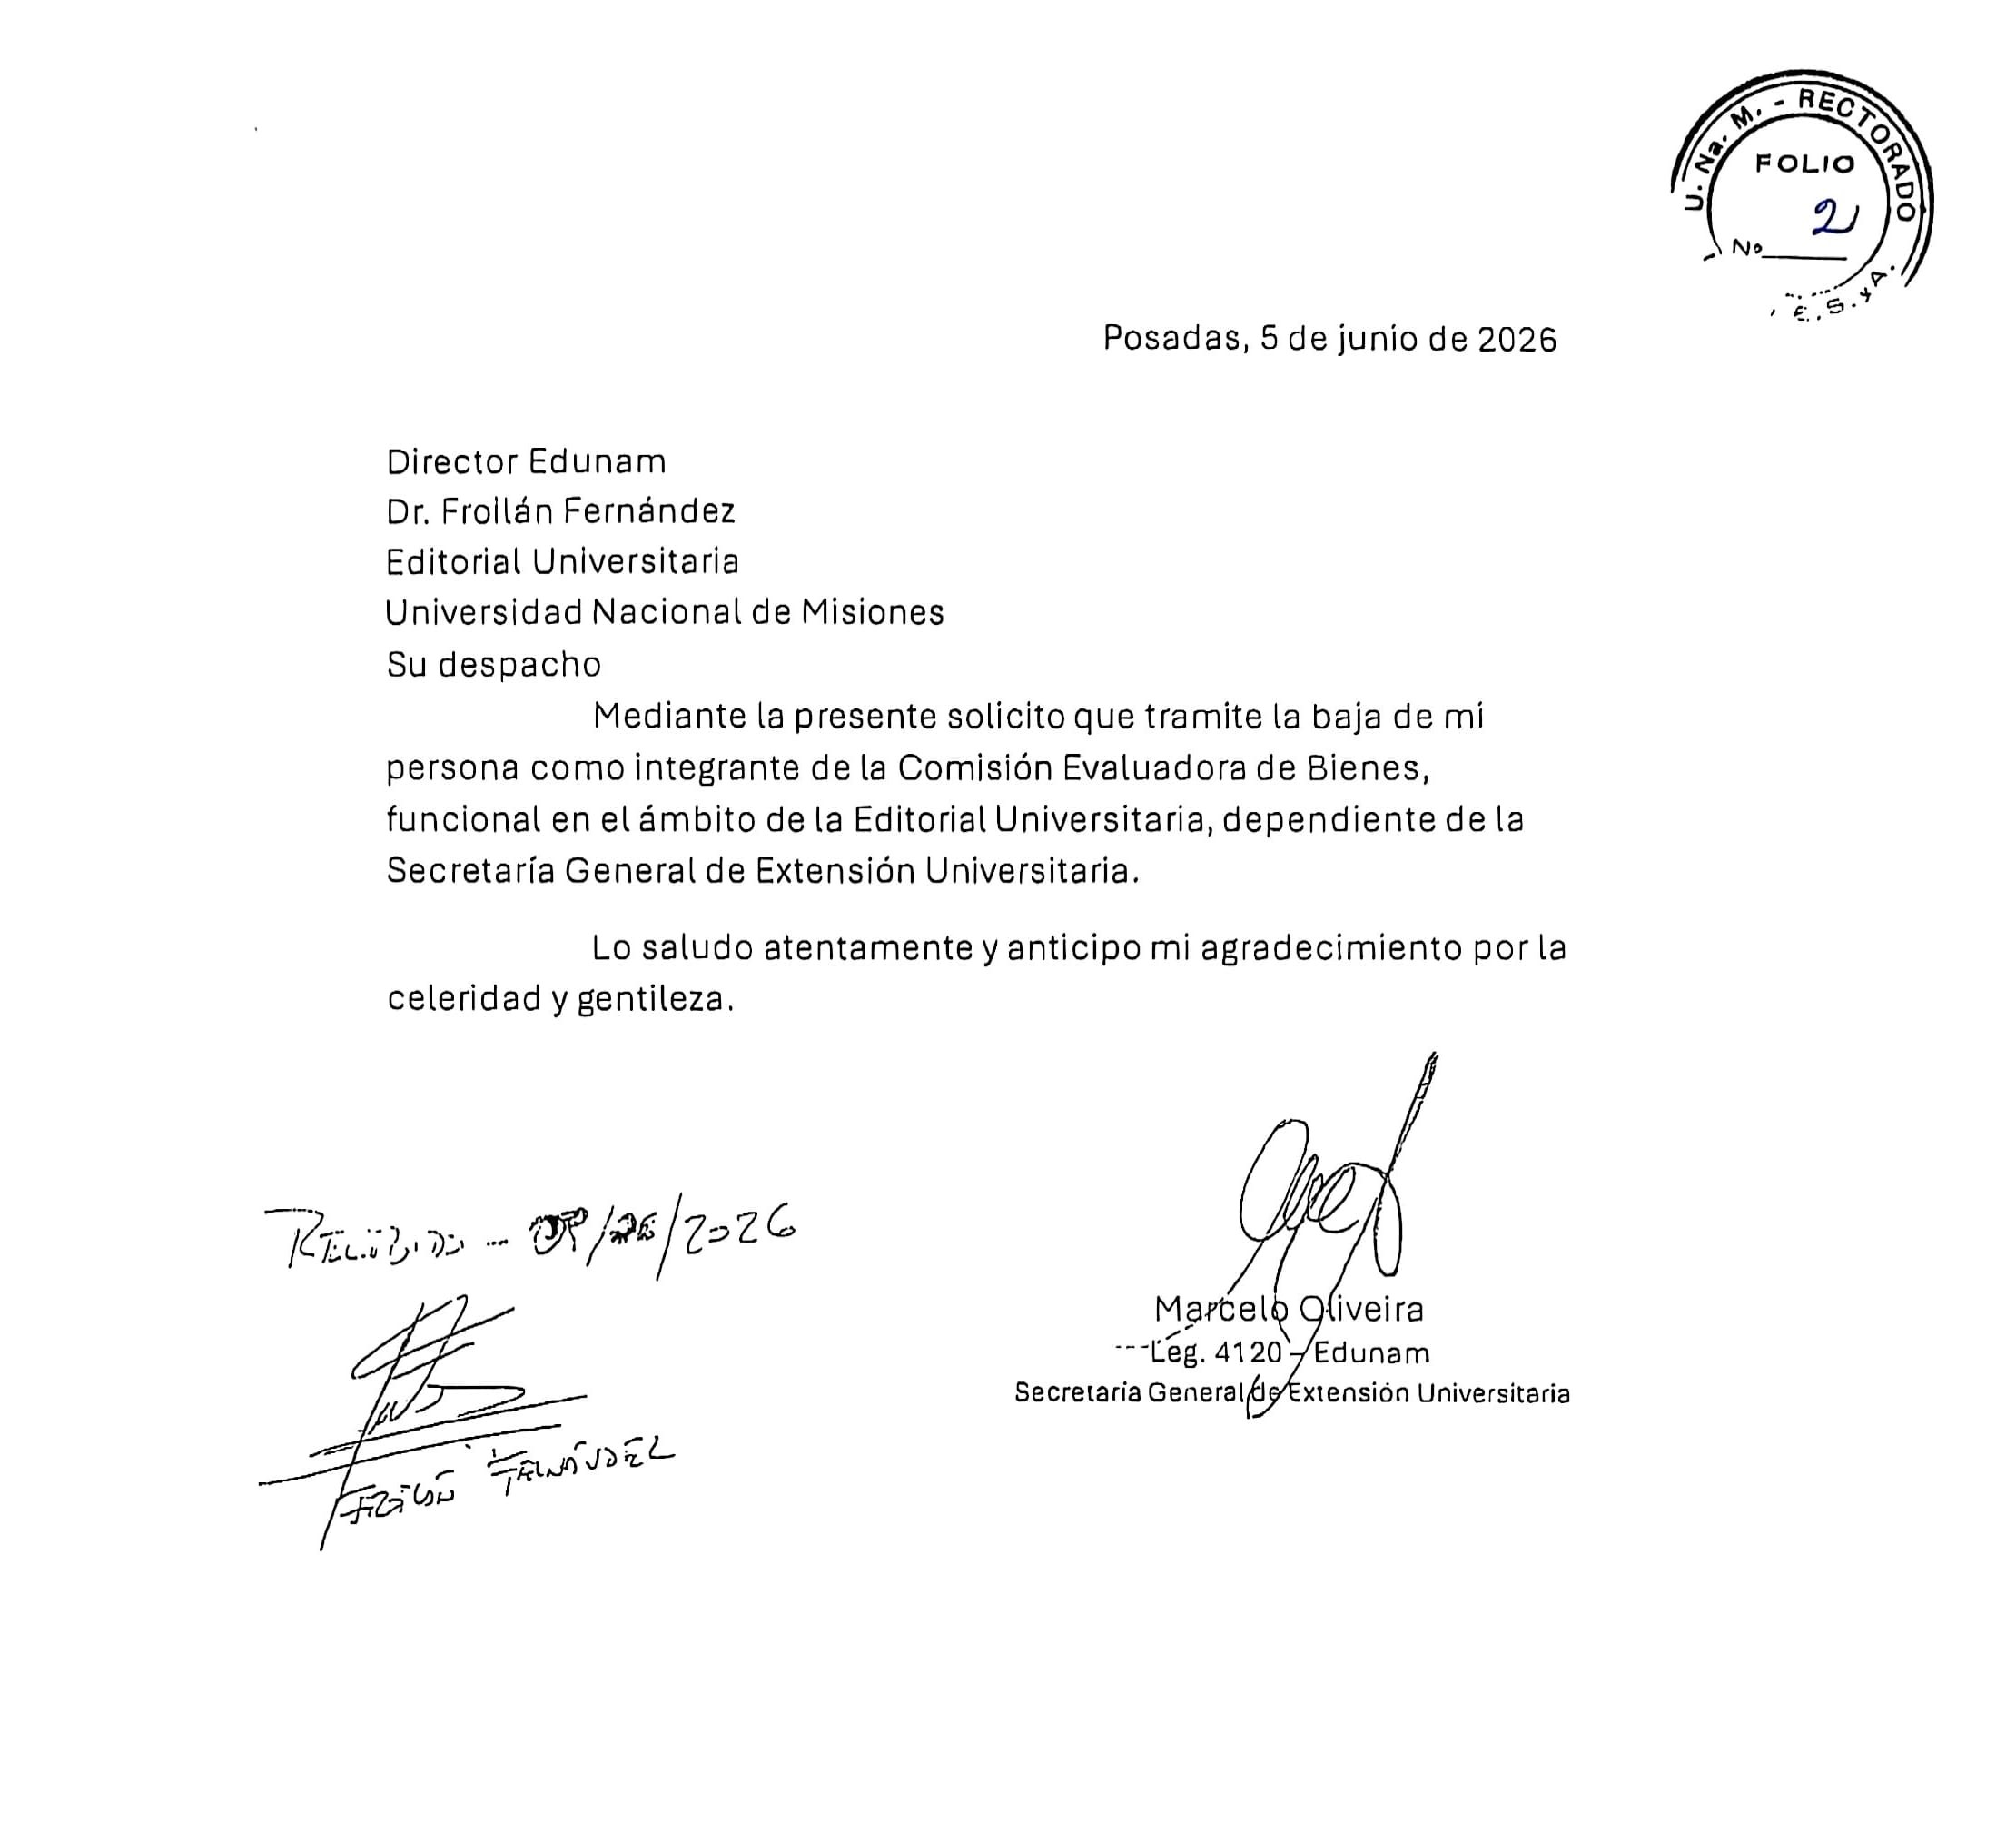 U. Na. M. - RECTORADO
FOLIO
2
No
E. S. y A.
Posadas, 5 de junio de 2026
Director Edunam
Dr. Froilán Fernández
Editorial Universitaria
Universidad Nacional de Misiones
Su despacho
Mediante la presente solicito que tramite la baja de mi
persona como integrante de la Comisión Evaluadora de Bienes,
funcional en el ámbito de la Editorial Universitaria, dependiente de la
Secretaría General de Extensión Universitaria.
Lo saludo atentamente y anticipo mi agradecimiento por la
celeridad y gentileza.
RECIBIDO - /2026
Marcelo Oliveira
Leg. 4120 - Edunam
Secretaria General de Extensión Universitaria
FROILÁN FERNÁNDEZ